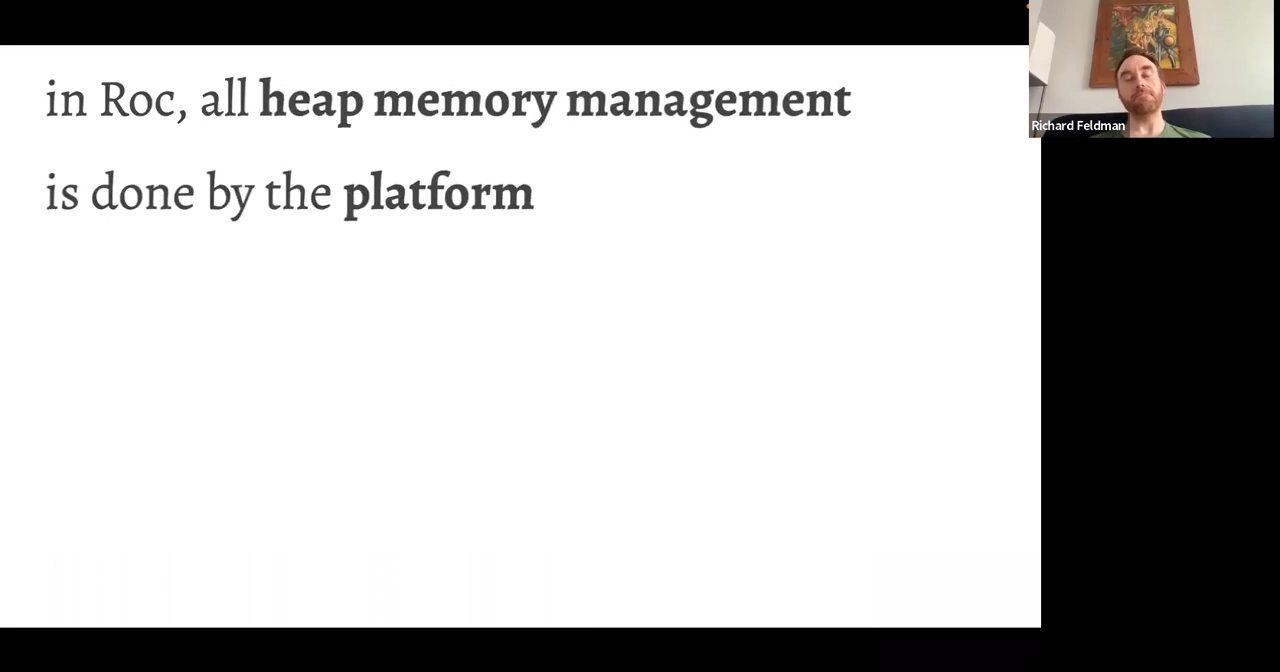 in Roc, all heap memory management
is done by the platform
Richard Feldman